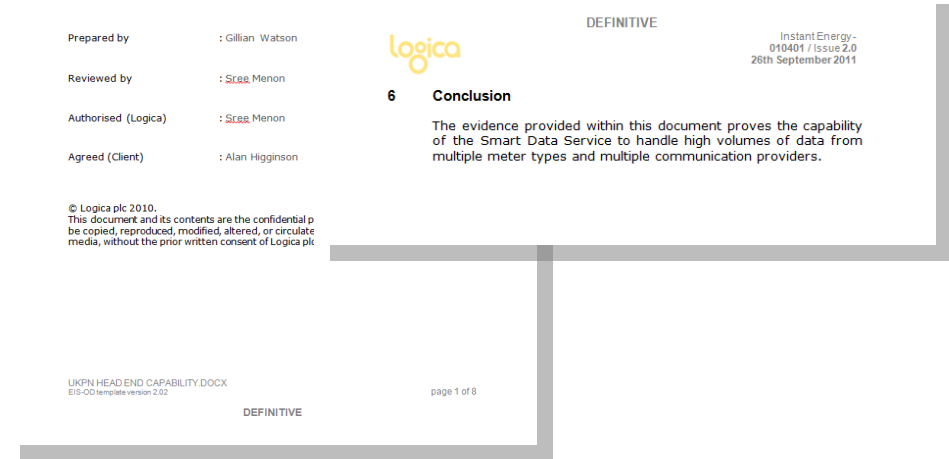 Prepared by : Gillian Watson
Reviewed by : Sree Menon
Authorised (Logica) : Sree Menon
Agreed (Client) : Alan Higginson
© Logica plc 2010.
This document and its contents are the confidential p
be copied, reproduced, modified, altered, or circulate
media, without the prior written consent of Logica plc
UKPN HEAD END CAPABILITY.DOCX
EIS-OD template version 2.02
page 1 of 8
DEFINITIVE
DEFINITIVE
logica
Instant Energy-
010401 / Issue 2.0
26th September 2011
6 Conclusion
The evidence provided within this document proves the capability
of the Smart Data Service to handle high volumes of data from
multiple meter types and multiple communication providers.